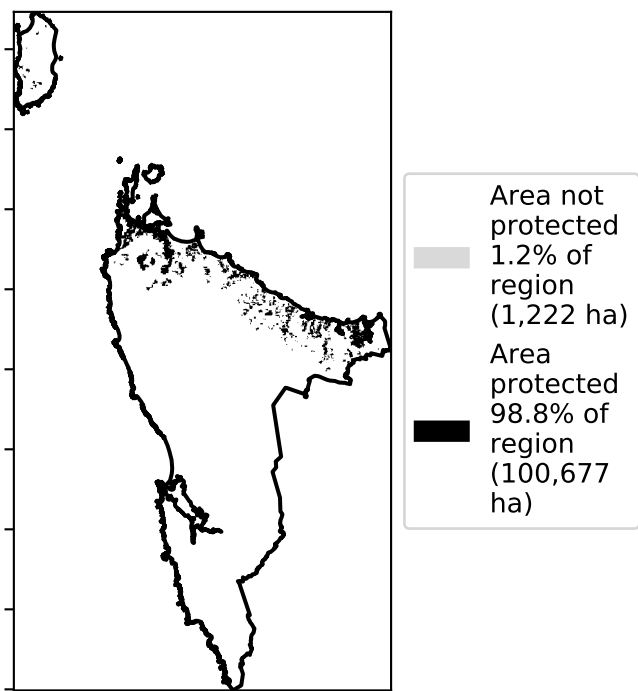 Area not
protected
1.2% of
region
(1,222 ha)
Area
protected
98.8% of
region
(100,677
ha)